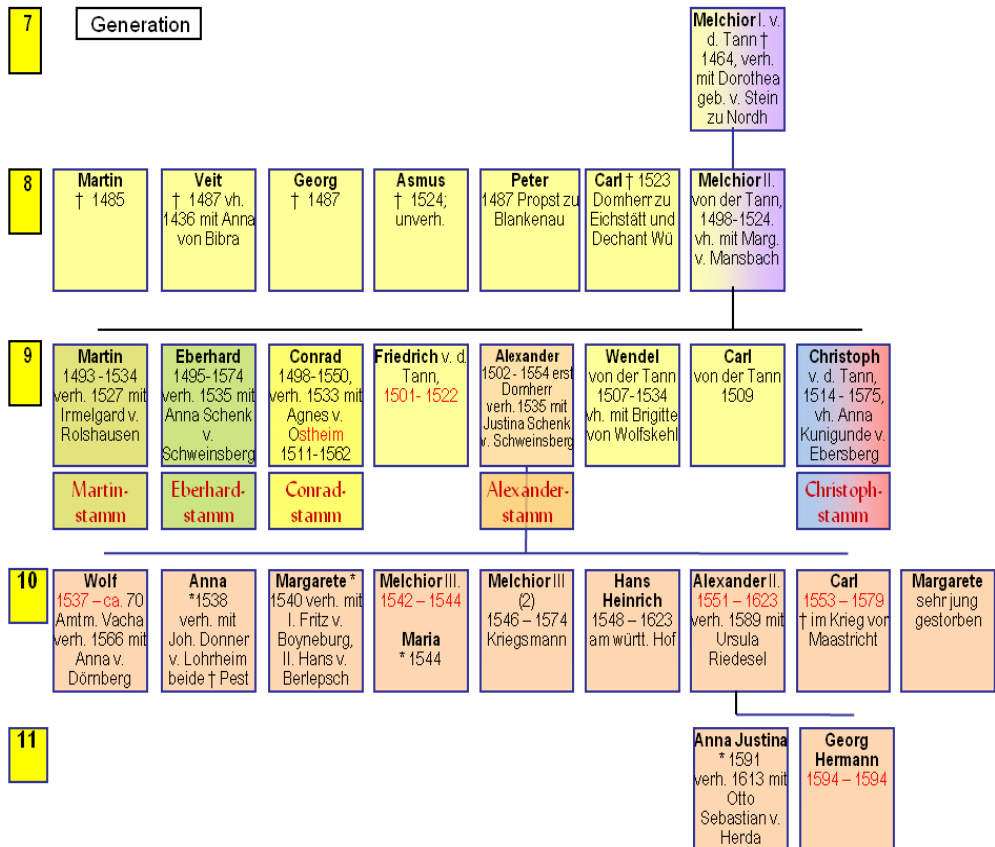 7
Generation
Melchior I. v.
d. Tann †
1464, verh.
mit Dorothea
geb. v. Stein
zu Nordh
8
Martin
† 1485
Veit
† 1487 vh.
1436 mit Anna
von Bibra
Georg
† 1487
Asmus
† 1524;
unverh.
Peter
1487 Propst zu
Blankenau
Carl † 1523
Domherr zu
Eichstätt und
Dechant Wü
Melchior II.
von der Tann,
1498-1524.
vh. mit Marg.
v. Mansbach
9
Martin
1493 -1534
verh. 1527 mit
Irmelgard v.
Rolshausen
Eberhard
1495-1574
verh. 1535 mit
Anna Schenk
v.
Schweinsberg
Conrad
1498-1550,
verh. 1533 mit
Agnes v.
Ostheim
1511-1562
Friedrich v. d.
Tann,
1501- 1522
Alexander
1502 - 1554 erst
Domherr
verh. 1535 mit
Justina Schenk
v. Schweinsberg
Wendel
von der Tann
1507-1534
vh. mit Brigitte
von Wolfskehl
Carl
von der Tann
1509
Christoph
v. d. Tann,
1514 - 1575,
vh. Anna
Kunigunde v.
Ebersberg
Martin-
stamm
Eberhard-
stamm
Conrad-
stamm
Alexander-
stamm
Christoph-
stamm
10
Wolf
1537 – ca. 70
Amtm. Vacha
verh. 1566 mit
Anna v.
Dörnberg
Anna
*1538
verh. mit
Joh. Donner
v. Lohrheim
beide † Pest
Margarete *
1540 verh. mit
I. Fritz v.
Boyneburg,
II. Hans v.
Berlepsch
Melchior III.
1542 – 1544
Maria
* 1544
Melchior III
(2)
1546 – 1574
Kriegsmann
Hans
Heinrich
1548 – 1623
am württ. Hof
Alexander II.
1551 – 1623
verh. 1589 mit
Ursula
Riedesel
Carl
1553 – 1579
† im Krieg vor
Maastricht
Margarete
sehr jung
gestorben
11
Anna Justina
* 1591
verh. 1613 mit
Otto
Sebastian v.
Herda
Georg
Hermann
1594 – 1594